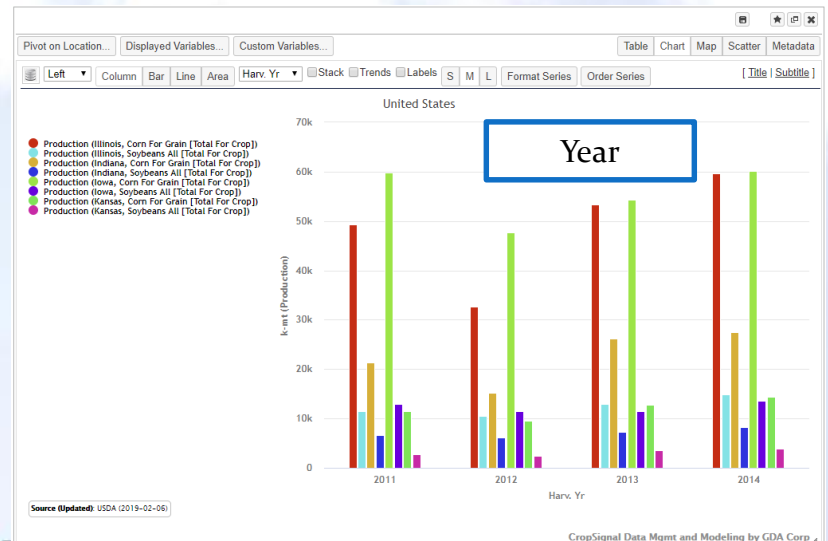 Pivot on Location... Displayed Variables... Custom Variables... Table Chart Map Scatter Metadata
Left Column Bar Line Area Harv. Yr Stack Trends Labels S M L Format Series Order Series [ Title | Subtitle ]
United States
Year
Production (Illinois, Corn For Grain [Total For Crop])
Production (Illinois, Soybeans All [Total For Crop])
Production (Indiana, Corn For Grain [Total For Crop])
Production (Indiana, Soybeans All [Total For Crop])
Production (Iowa, Corn For Grain [Total For Crop])
Production (Iowa, Soybeans All [Total For Crop])
Production (Kansas, Corn For Grain [Total For Crop])
Production (Kansas, Soybeans All [Total For Crop])
k-mt (Production)
70k
60k
50k
40k
30k
20k
10k
0
2011 2012 2013 2014
Harv. Yr
Source (Updated): USDA (2019-02-06)
CropSignal Data Mgmt and Modeling by GDA Corp